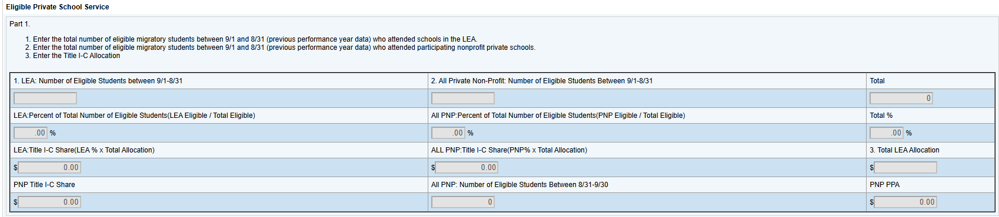 Eligible Private School Service
Part 1.
1. Enter the total number of eligible migratory students between 9/1 and 8/31 (previous performance year data) who attended schools in the LEA.
2. Enter the total number of eligible migratory students between 9/1 and 8/31 (previous performance year data) who attended participating nonprofit private schools.
3. Enter the Title I-C Allocation
1. LEA: Number of Eligible Students between 9/1-8/31
2. All Private Non-Profit: Number of Eligible Students Between 9/1-8/31
Total
0
LEA:Percent of Total Number of Eligible Students(LEA Eligible / Total Eligible)
All PNP:Percent of Total Number of Eligible Students(PNP Eligible / Total Eligible)
Total %
.00 %
.00 %
.00 %
LEA:Title I-C Share(LEA % x Total Allocation)
ALL PNP:Title I-C Share(PNP% x Total Allocation)
3. Total LEA Allocation
$ 0.00
$ 0.00
$
PNP Title I-C Share
All PNP: Number of Eligible Students Between 8/31-9/30
PNP PPA
$ 0.00
0
$ 0.00